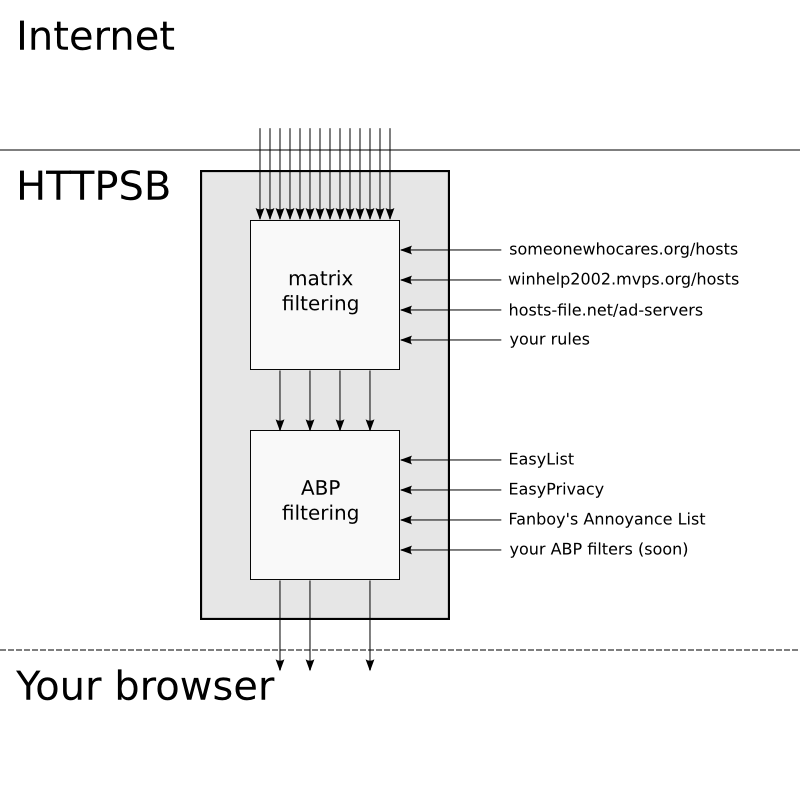 Internet
HTTPSB
matrix
filtering
someonewhocares.org/hosts
winhelp2002.mvps.org/hosts
hosts-file.net/ad-servers
your rules
ABP
filtering
EasyList
EasyPrivacy
Fanboy's Annoyance List
your ABP filters (soon)
Your browser